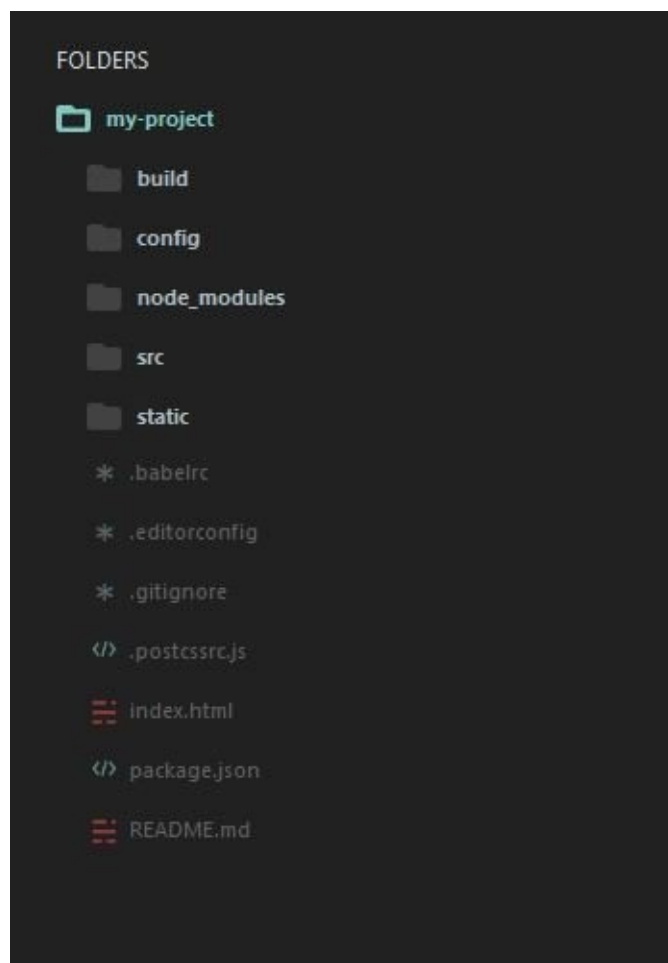 FOLDERS
my-project
build
config
node_modules
src
static
.babelrc
.editorconfig
.gitignore
.postcssrc.js
index.html
package.json
README.md